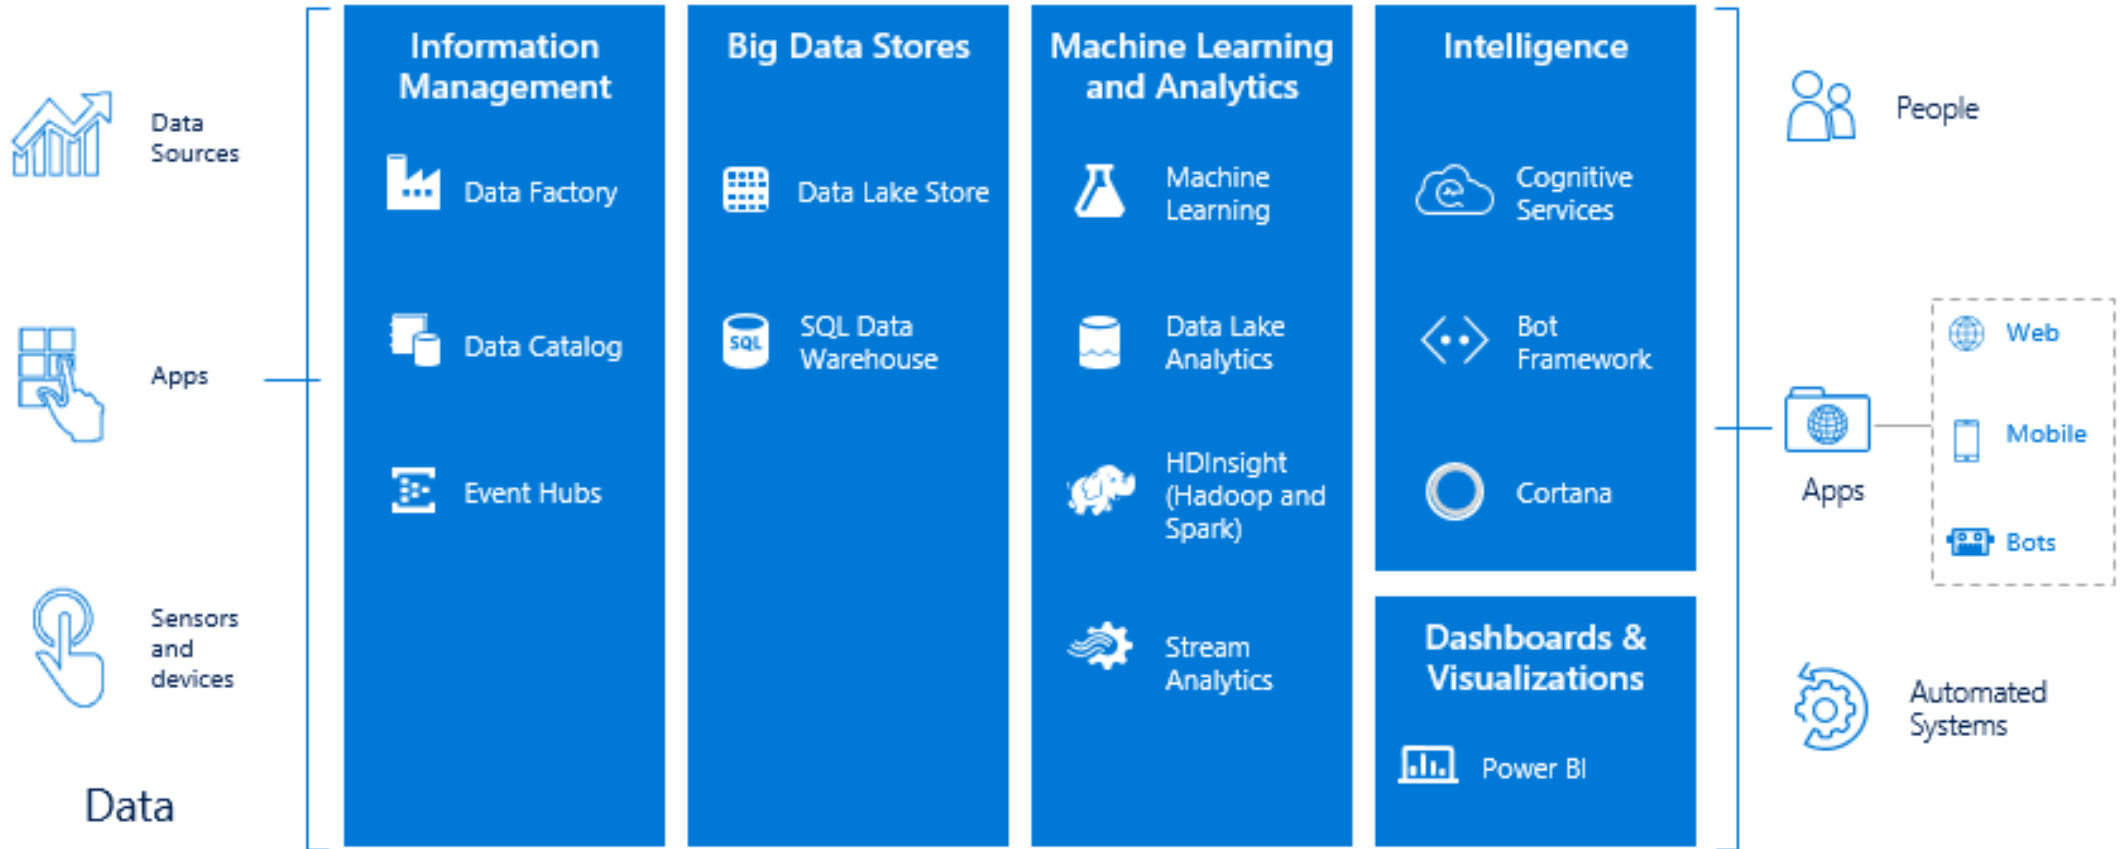 Data
Sources
Apps
Sensors
and
devices
Data
Information
Management
Data Factory
Data Catalog
Event Hubs
Big Data Stores
Data Lake Store
SQL
SQL Data
Warehouse
Machine Learning
and Analytics
Machine
Learning
Data Lake
Analytics
HDInsight
(Hadoop and
Spark)
Stream
Analytics
Intelligence
Cognitive
Services
Bot
Framework
Cortana
Dashboards &
Visualizations
Power BI
People
Apps
Web
Mobile
Bots
Automated
Systems